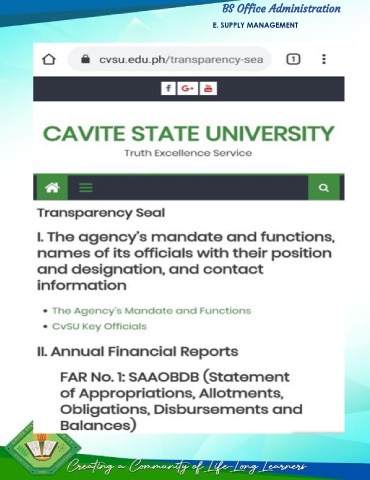 BS Office Administration
E. SUPPLY MANAGEMENT
cvsu.edu.ph/transparency-sea
1
f G+ You Tube
CAVITE STATE UNIVERSITY
Truth Excellence Service
Transparency Seal
I. The agency's mandate and functions,
names of its officials with their position
and designation, and contact
information
• The Agency's Mandate and Functions
• CvSU Key Officials
II. Annual Financial Reports
FAR No. 1: SAAOBDB (Statement
of Appropriations, Allotments,
Obligations, Disbursements and
Balances)
Creating a Community of Life-Long Learners